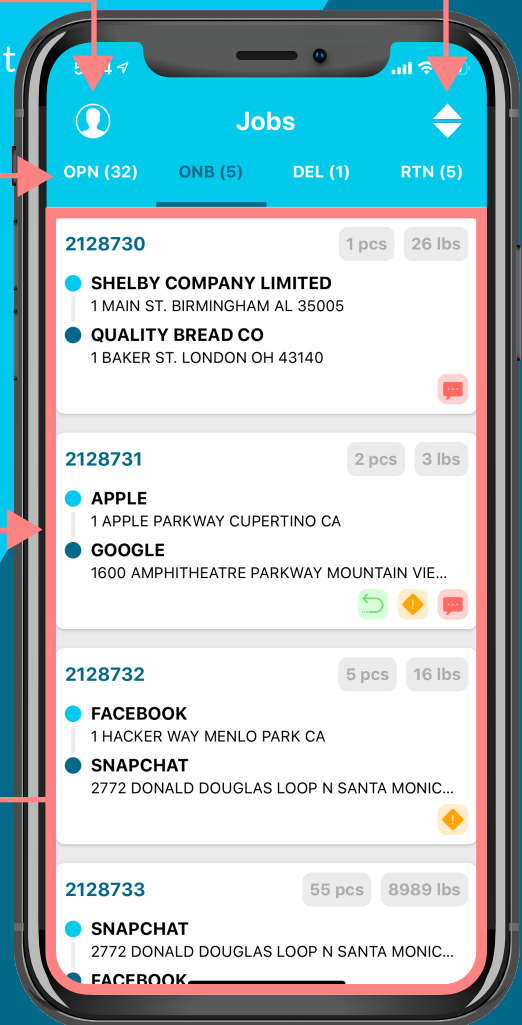 t
Jobs
OPN (32) ONB (5) DEL (1) RTN (5)
2128730 1 pcs 26 lbs
SHELBY COMPANY LIMITED
1 MAIN ST. BIRMINGHAM AL 35005
QUALITY BREAD CO
1 BAKER ST. LONDON OH 43140
2128731 2 pcs 3 lbs
APPLE
1 APPLE PARKWAY CUPERTINO CA
GOOGLE
1600 AMPHITHEATRE PARKWAY MOUNTAIN VIE...
2128732 5 pcs 16 lbs
FACEBOOK
1 HACKER WAY MENLO PARK CA
SNAPCHAT
2772 DONALD DOUGLAS LOOP N SANTA MONIC...
2128733 55 pcs 8989 lbs
SNAPCHAT
2772 DONALD DOUGLAS LOOP N SANTA MONIC...
FACEBOOK